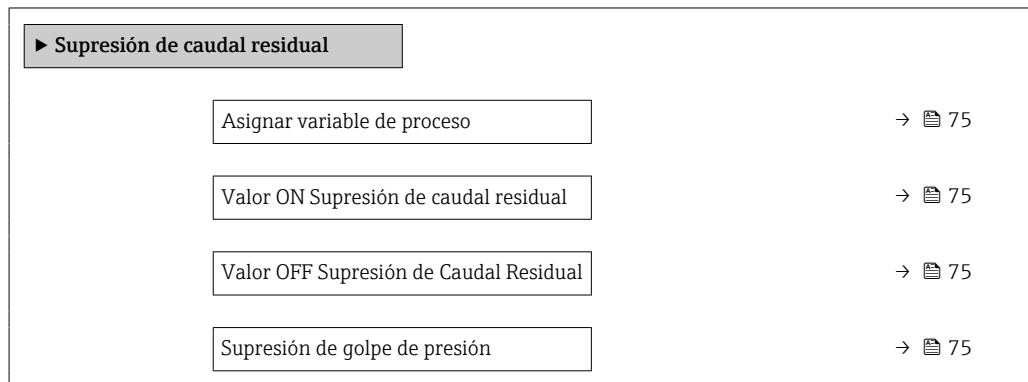 ▶ Supresión de caudal residual
Asignar variable de proceso → 75
Valor ON Supresión de caudal residual → 75
Valor OFF Supresión de Caudal Residual → 75
Supresión de golpe de presión → 75